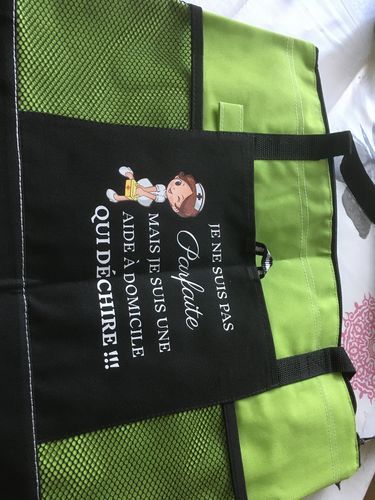 JE NE SUIS PAS
Parfaite
MAIS JE SUIS UNE
AIDE À DOMICILE
QUI DÉCHIRE !!!